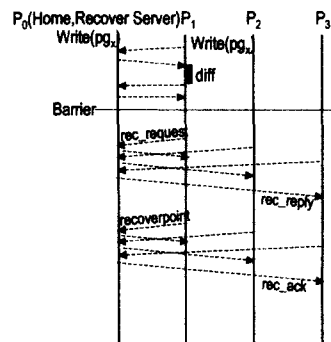 P₀(Home,Recover Server)P₁ P₂ P₃
Write(pgₓ) Write(pgₓ
diff
Barrier
rec_reques
rec_reply
recoverpoint
rec_ack